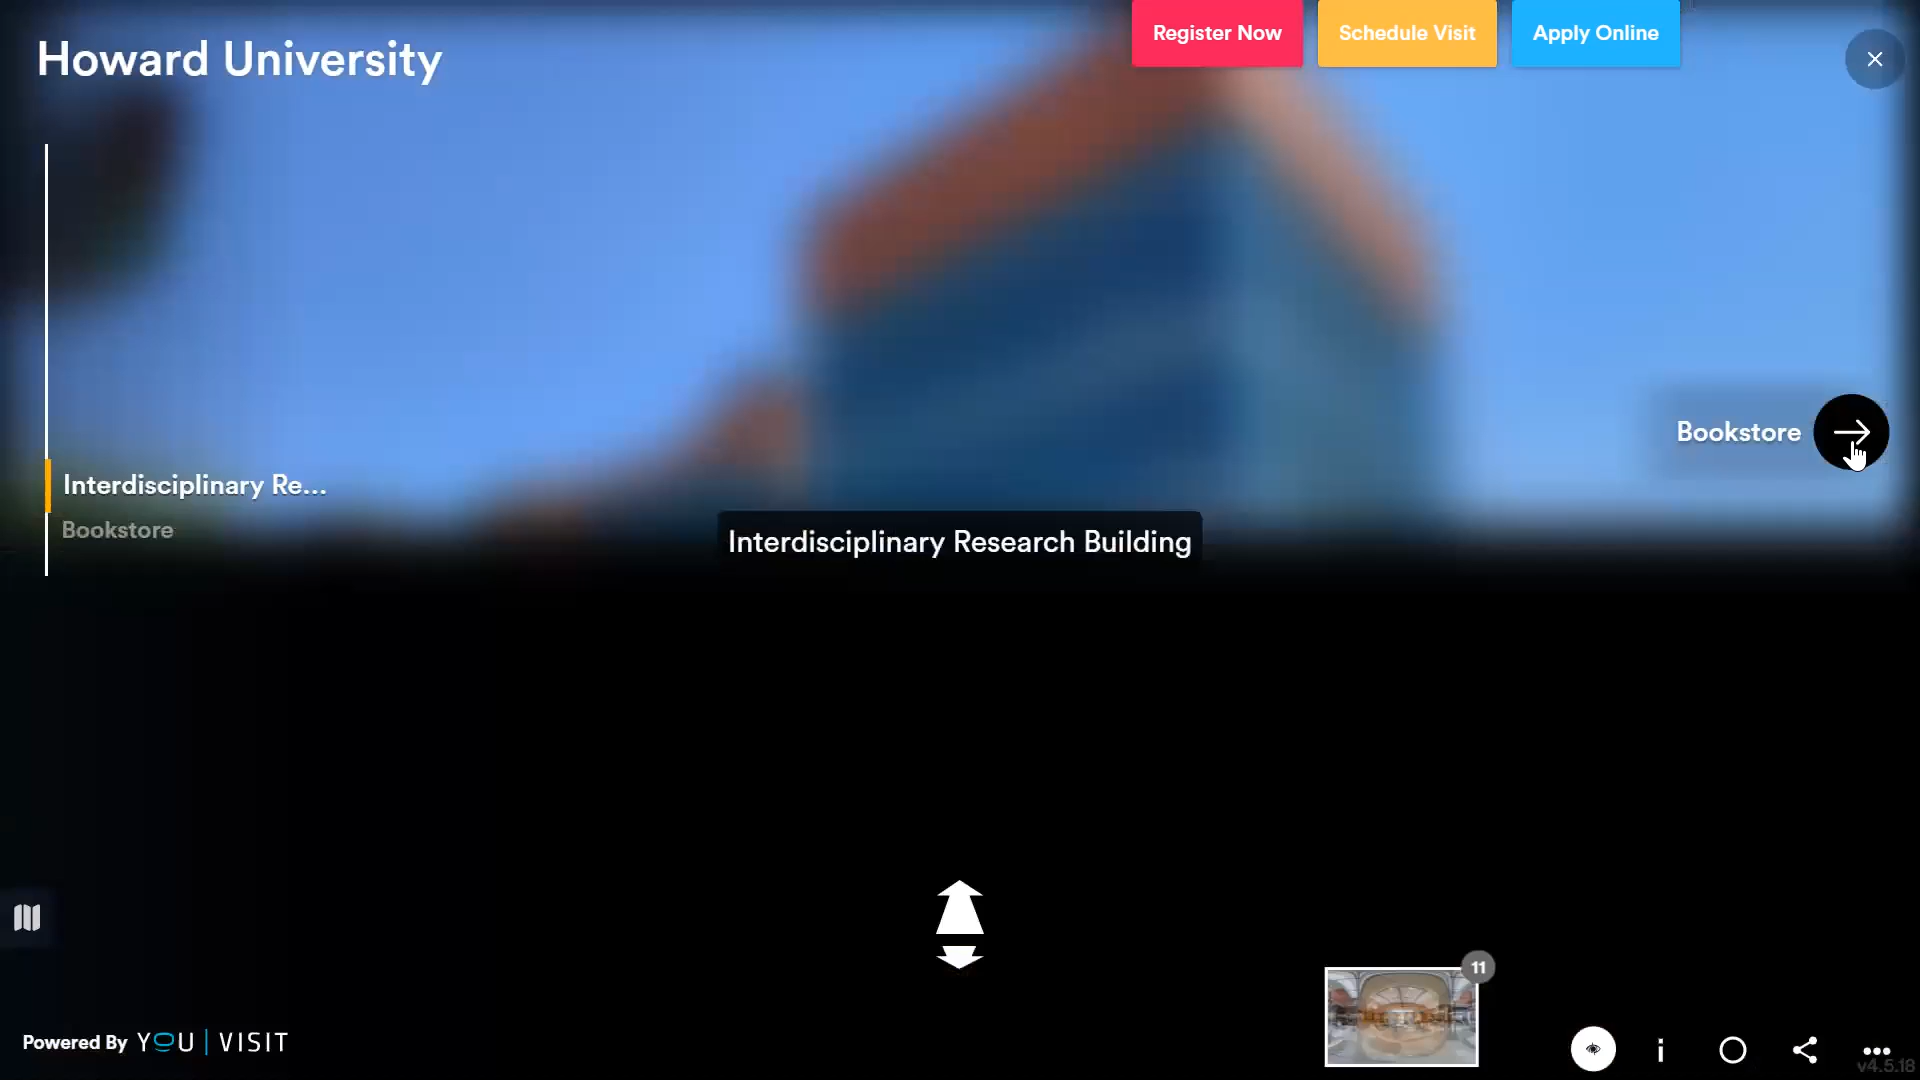 Howard University
Register Now
Schedule Visit
Apply Online
Bookstore
Interdisciplinary Re...
Bookstore
Interdisciplinary Research Building
11
Powered By YOU | VISIT
v4.5.18